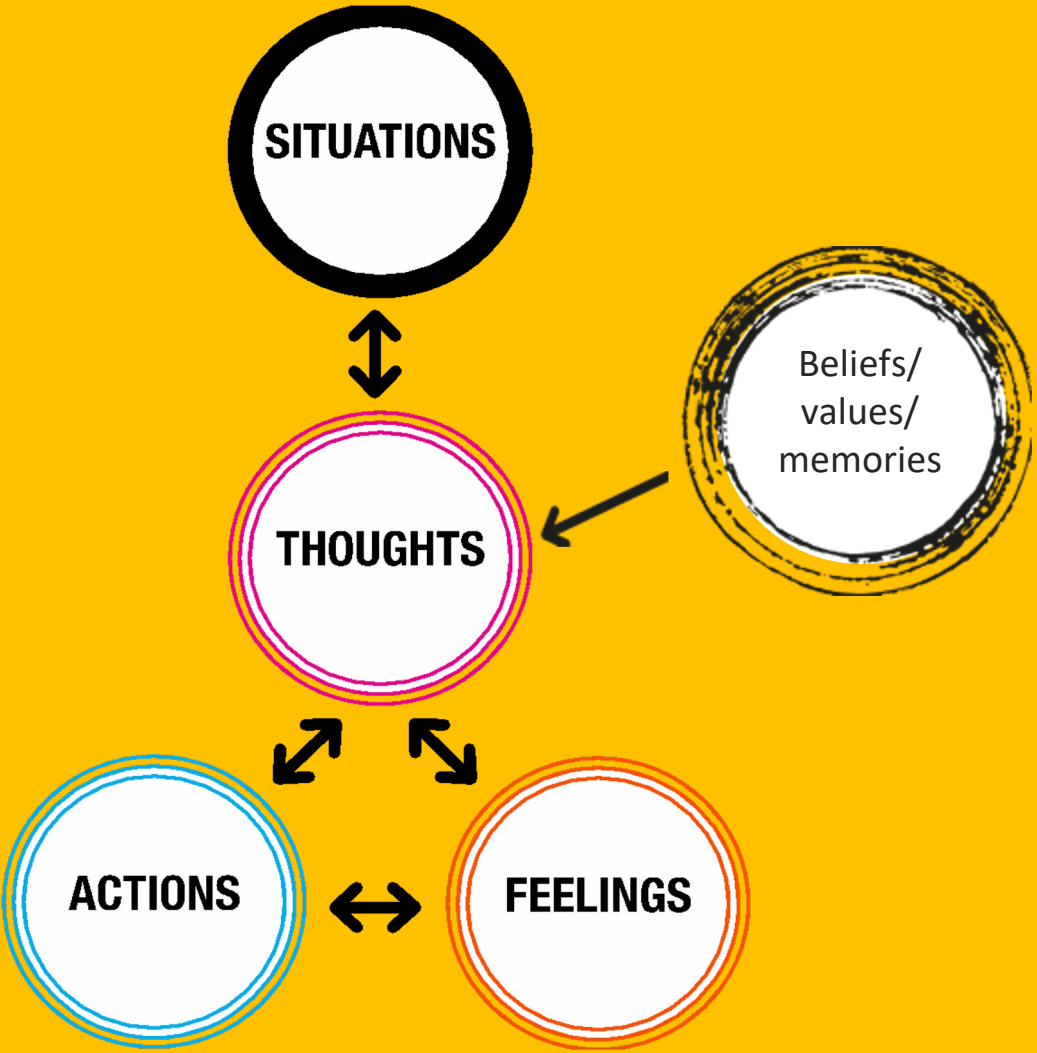 SITUATIONS
Beliefs/
values/
memories
THOUGHTS
ACTIONS
FEELINGS